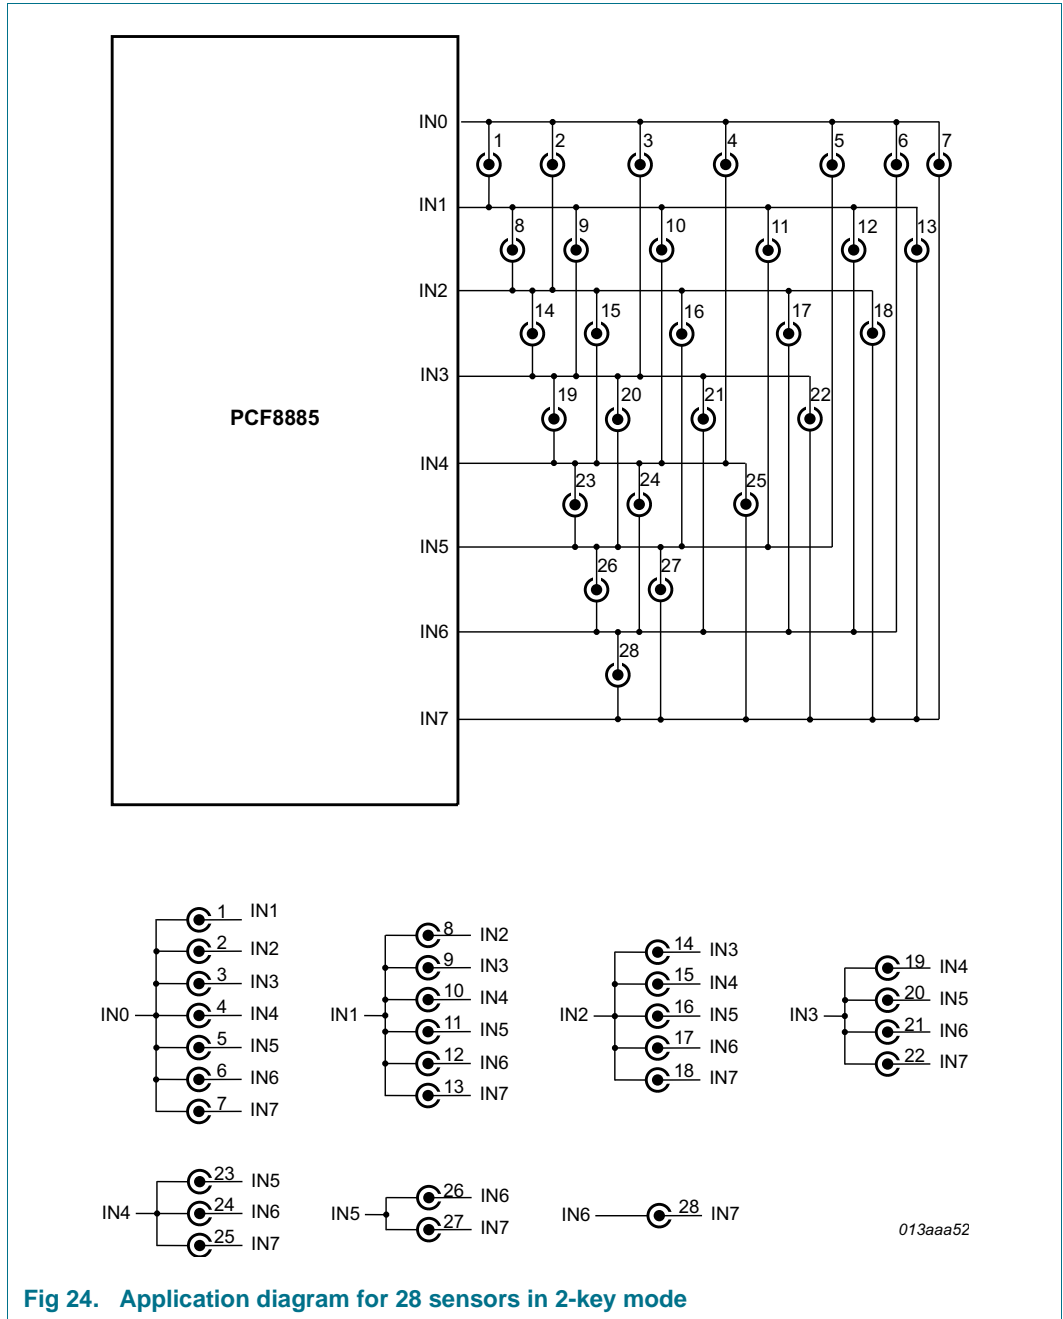 IN0
1 2 3 4 5 6 7
IN1
8 9 10 11 12 13
IN2
14 15 16 17 18
IN3
19 20 21 22
PCF8885
IN4
23 24 25
IN5
26 27
IN6
28
IN7
1 IN1
2 IN2
3 IN3
IN0 4 IN4
5 IN5
6 IN6
7 IN7
8 IN2
9 IN3
10 IN4
IN1
11 IN5
12 IN6
13 IN7
14 IN3
15 IN4
IN2 16 IN5
17 IN6
18 IN7
19 IN4
20 IN5
IN3
21 IN6
22 IN7
23 IN5
IN4 24 IN6
25 IN7
26 IN6
IN5
27 IN7
IN6 28 IN7
013aaa52
Fig 24. Application diagram for 28 sensors in 2-key mode